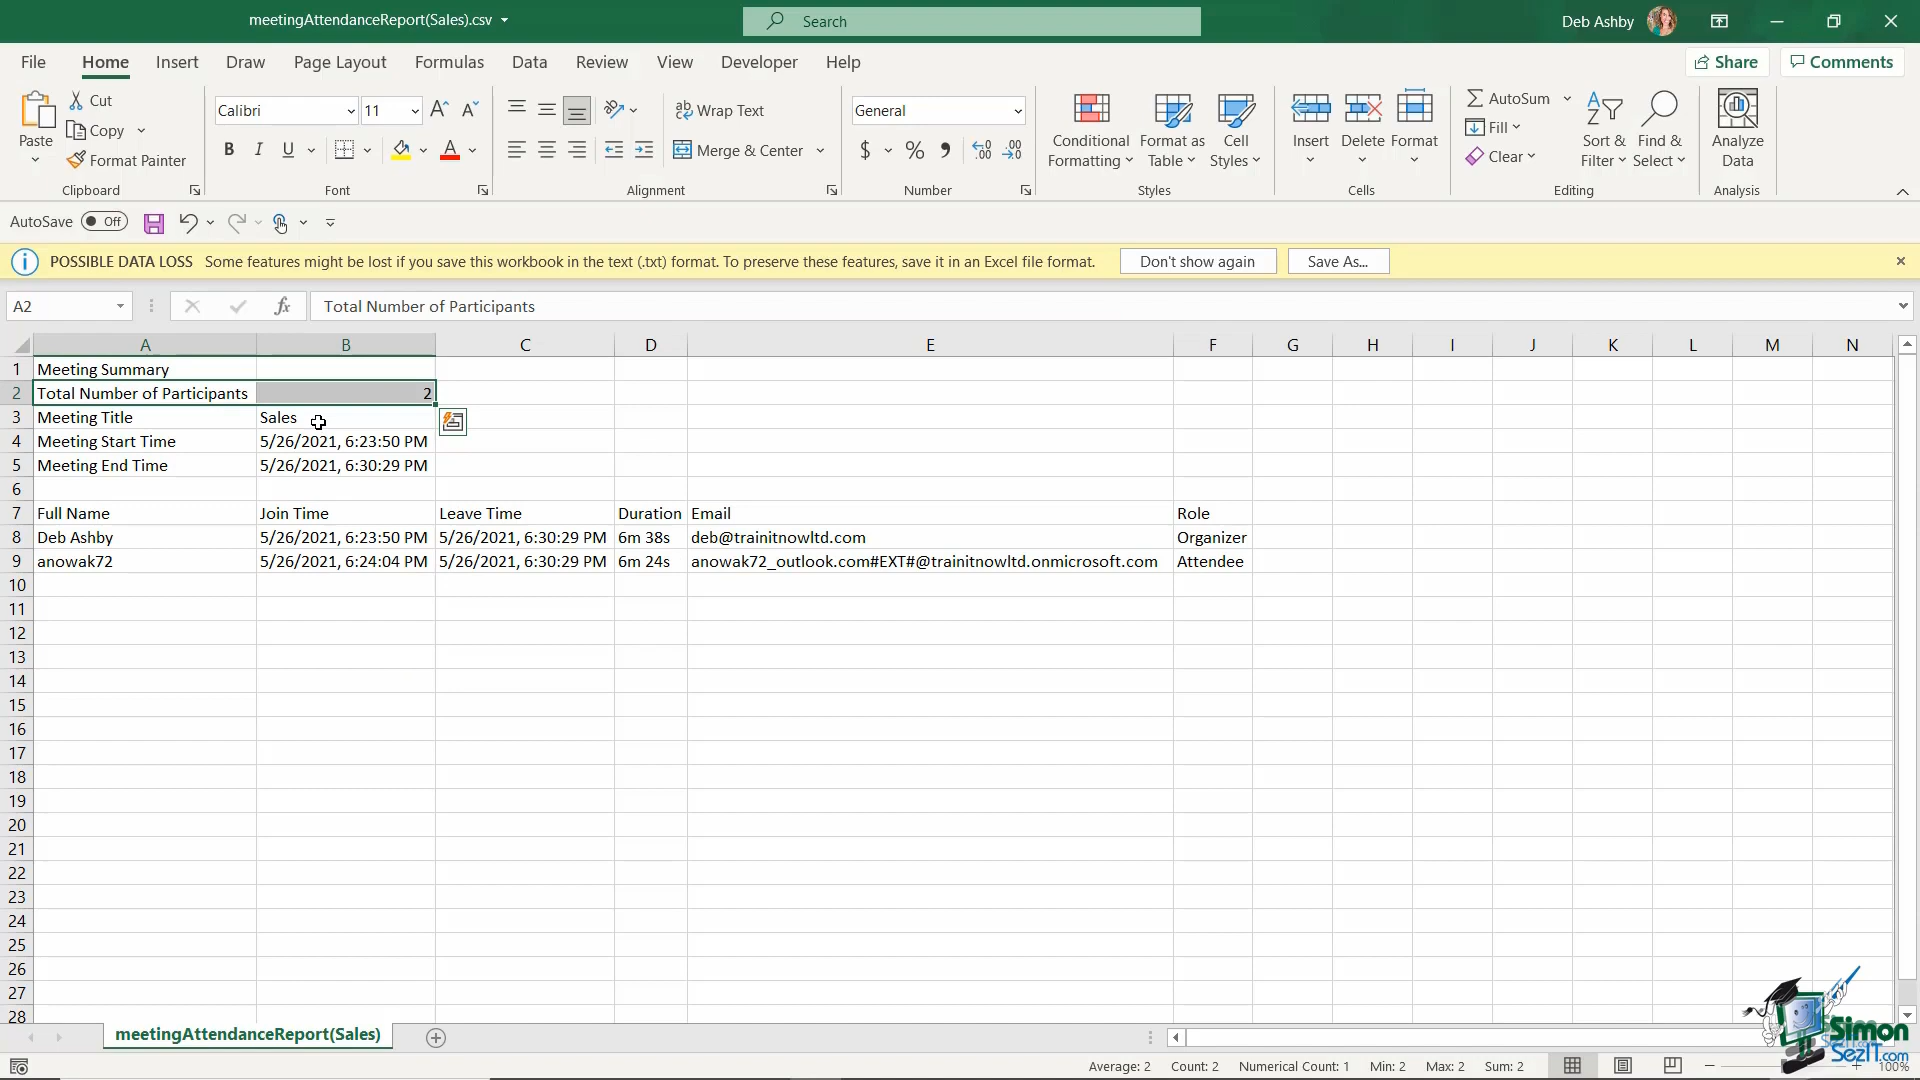 meetingAttendanceReport(Sales).csv
Search
Deb Ashby
File Home Insert Draw Page Layout Formulas Data Review View Developer Help
Share
Comments
Paste
Cut
Copy
Format Painter
Clipboard
Calibri 11
B I U
Font
Wrap Text
Merge & Center
Alignment
General
Number
Conditional Formatting
Format as Table
Cell Styles
Styles
Insert
Delete
Format
Cells
AutoSum
Fill
Clear
Sort & Filter
Find & Select
Editing
Analyze Data
Analysis
AutoSave Off
POSSIBLE DATA LOSS Some features might be lost if you save this workbook in the text (.txt) format. To preserve these features, save it in an Excel file format. Don't show again Save As...
A2 fx Total Number of Participants
A B C D E F G H I J K L M N
1 Meeting Summary
2 Total Number of Participants 2
3 Meeting Title Sales
4 Meeting Start Time 5/26/2021, 6:23:50 PM
5 Meeting End Time 5/26/2021, 6:30:29 PM
6
7 Full Name Join Time Leave Time Duration Email Role
8 Deb Ashby 5/26/2021, 6:23:50 PM 5/26/2021, 6:30:29 PM 6m 38s deb@trainitnowltd.com Organizer
9 anowak72 5/26/2021, 6:24:04 PM 5/26/2021, 6:30:29 PM 6m 24s anowak72_outlook.com#EXT#@trainitnowltd.onmicrosoft.com Attendee
10
11
12
13
14
15
16
17
18
19
20
21
22
23
24
25
26
27
28
meetingAttendanceReport(Sales)
Average: 2 Count: 2 Numerical Count: 1 Min: 2 Max: 2 Sum: 2 100%
Simon
SezIT.com